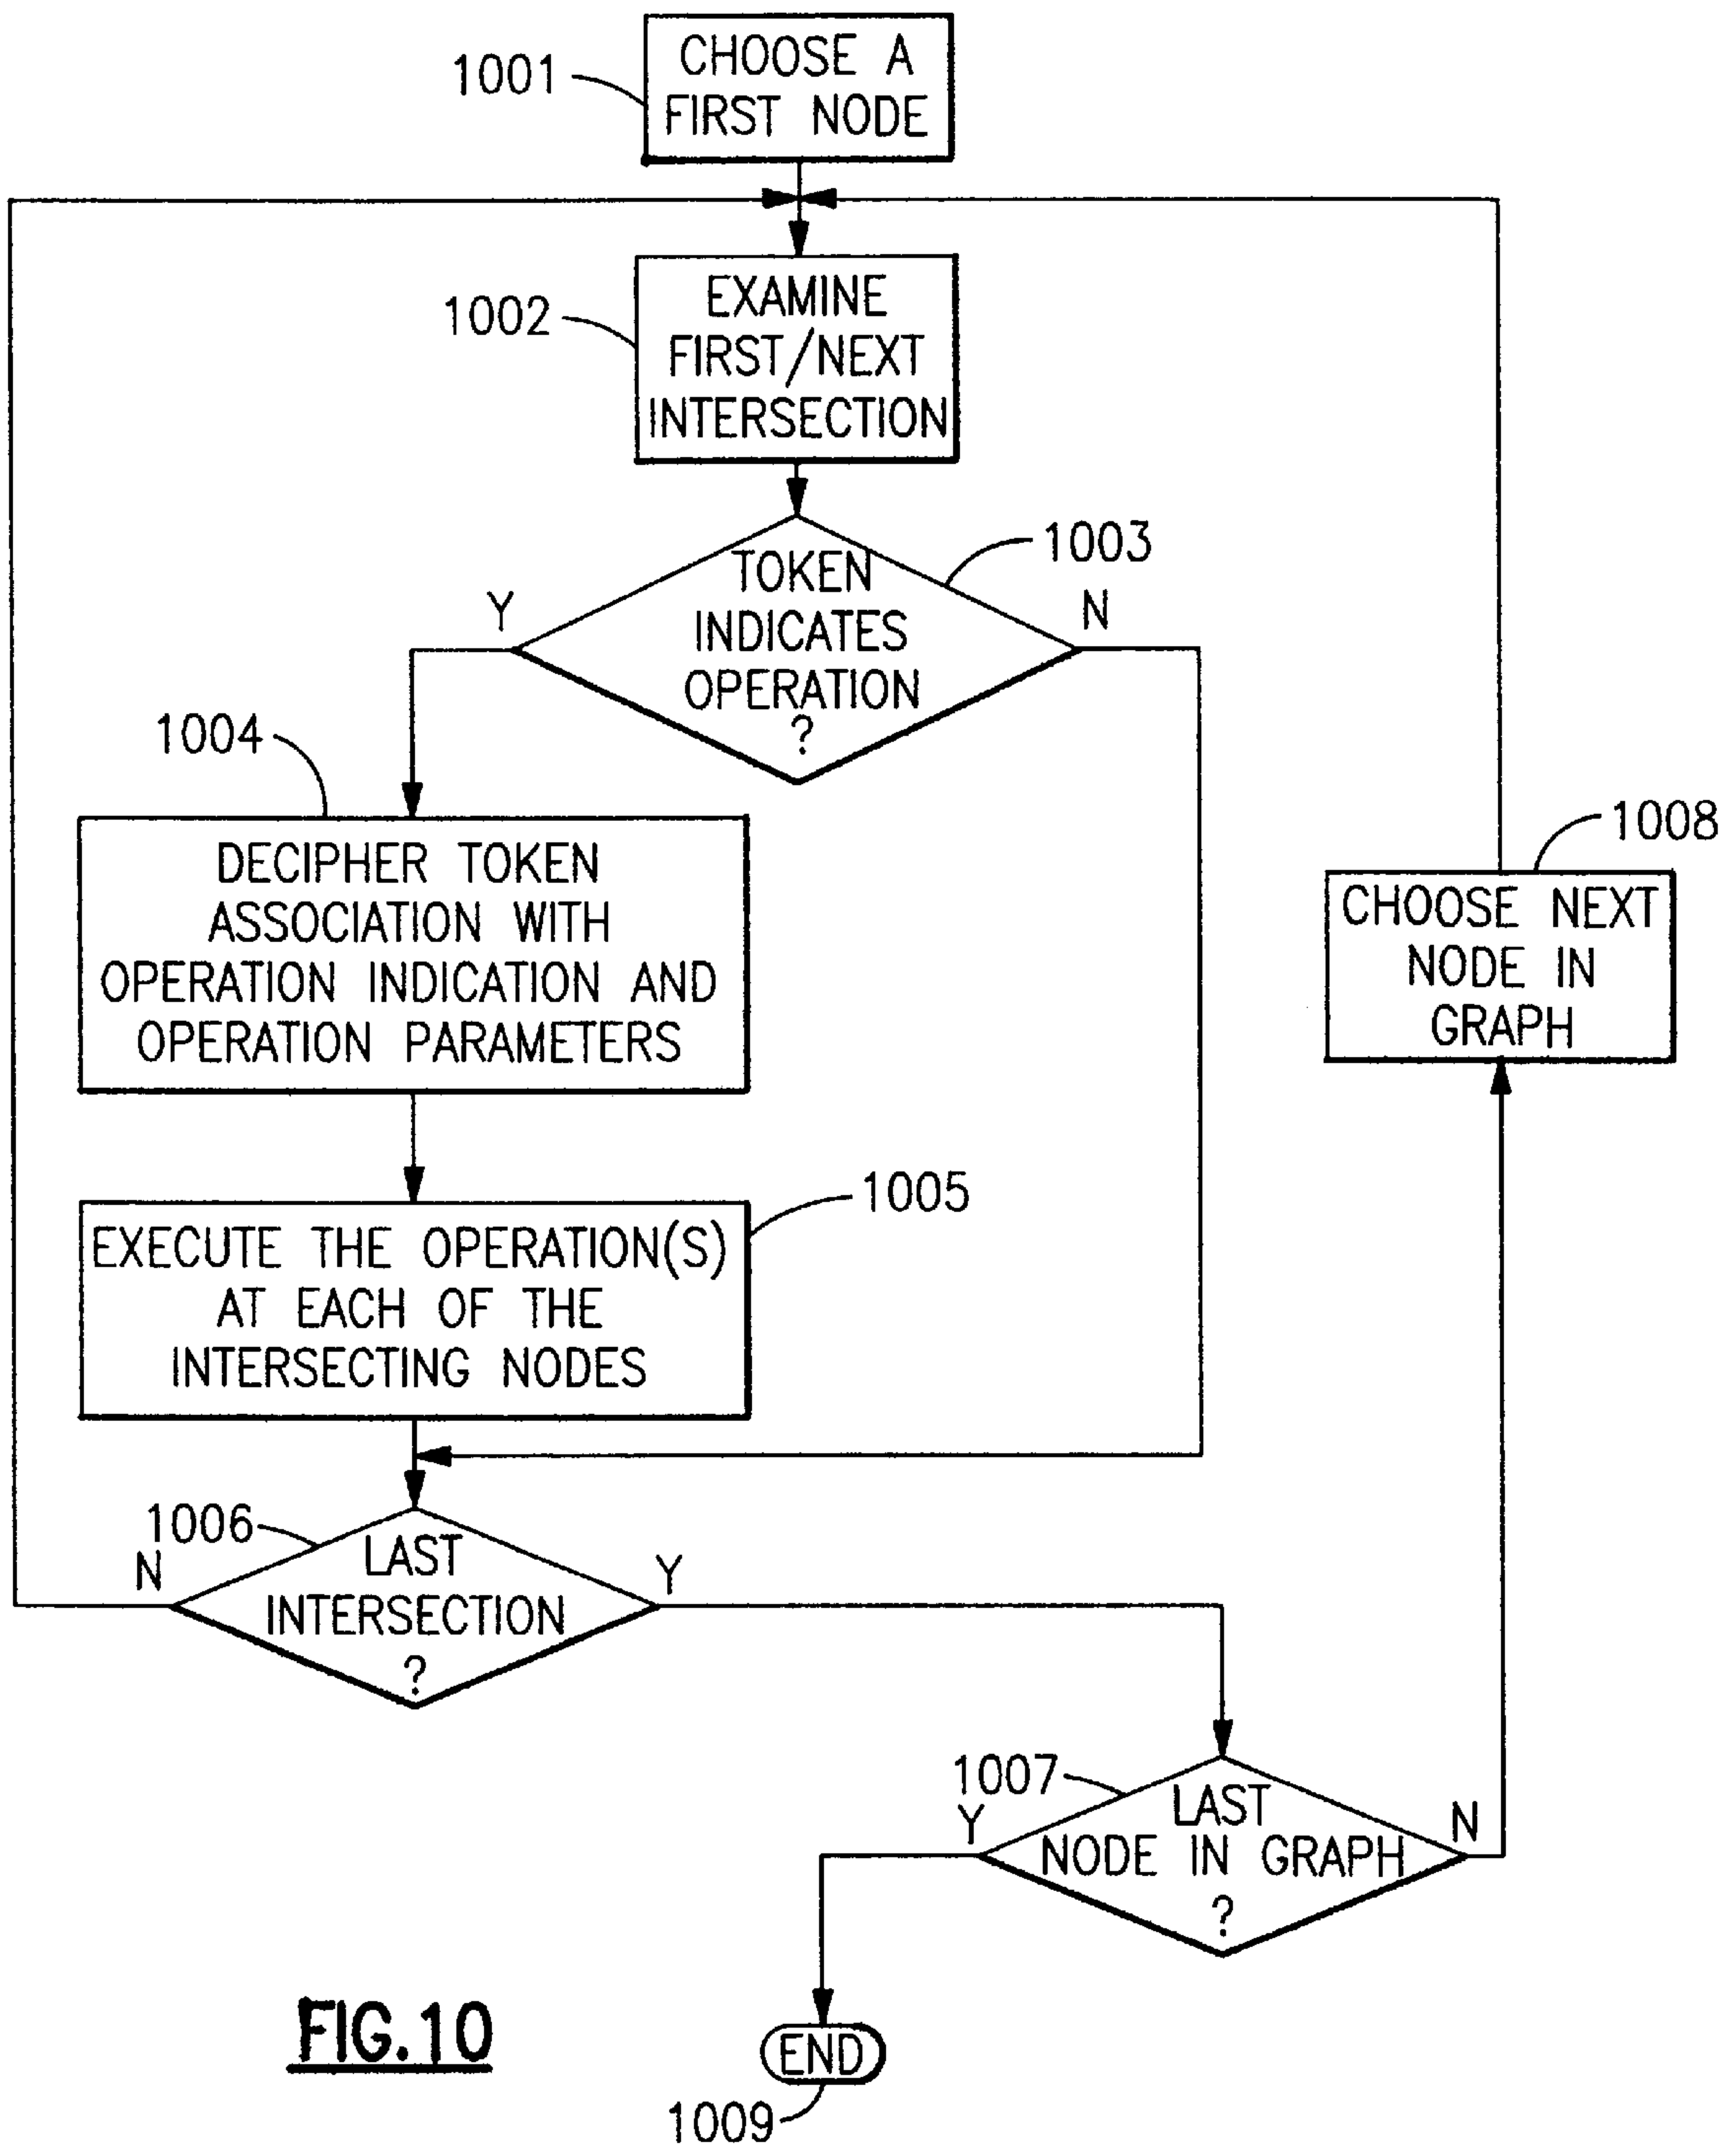 CHOOSE A
FIRST NODE
1001
EXAMINE
FIRST/NEXT
INTERSECTION
1002
TOKEN
INDICATES
OPERATION
?
1003
Y
N
1004
DECIPHER TOKEN
ASSOCIATION WITH
OPERATION INDICATION AND
OPERATION PARAMETERS
1008
CHOOSE NEXT
NODE IN
GRAPH
1005
EXECUTE THE OPERATION(S)
AT EACH OF THE
INTERSECTING NODES
1006
LAST
INTERSECTION
?
N
Y
1007
LAST
NODE IN GRAPH
?
Y
N
END
1009
FIG.10